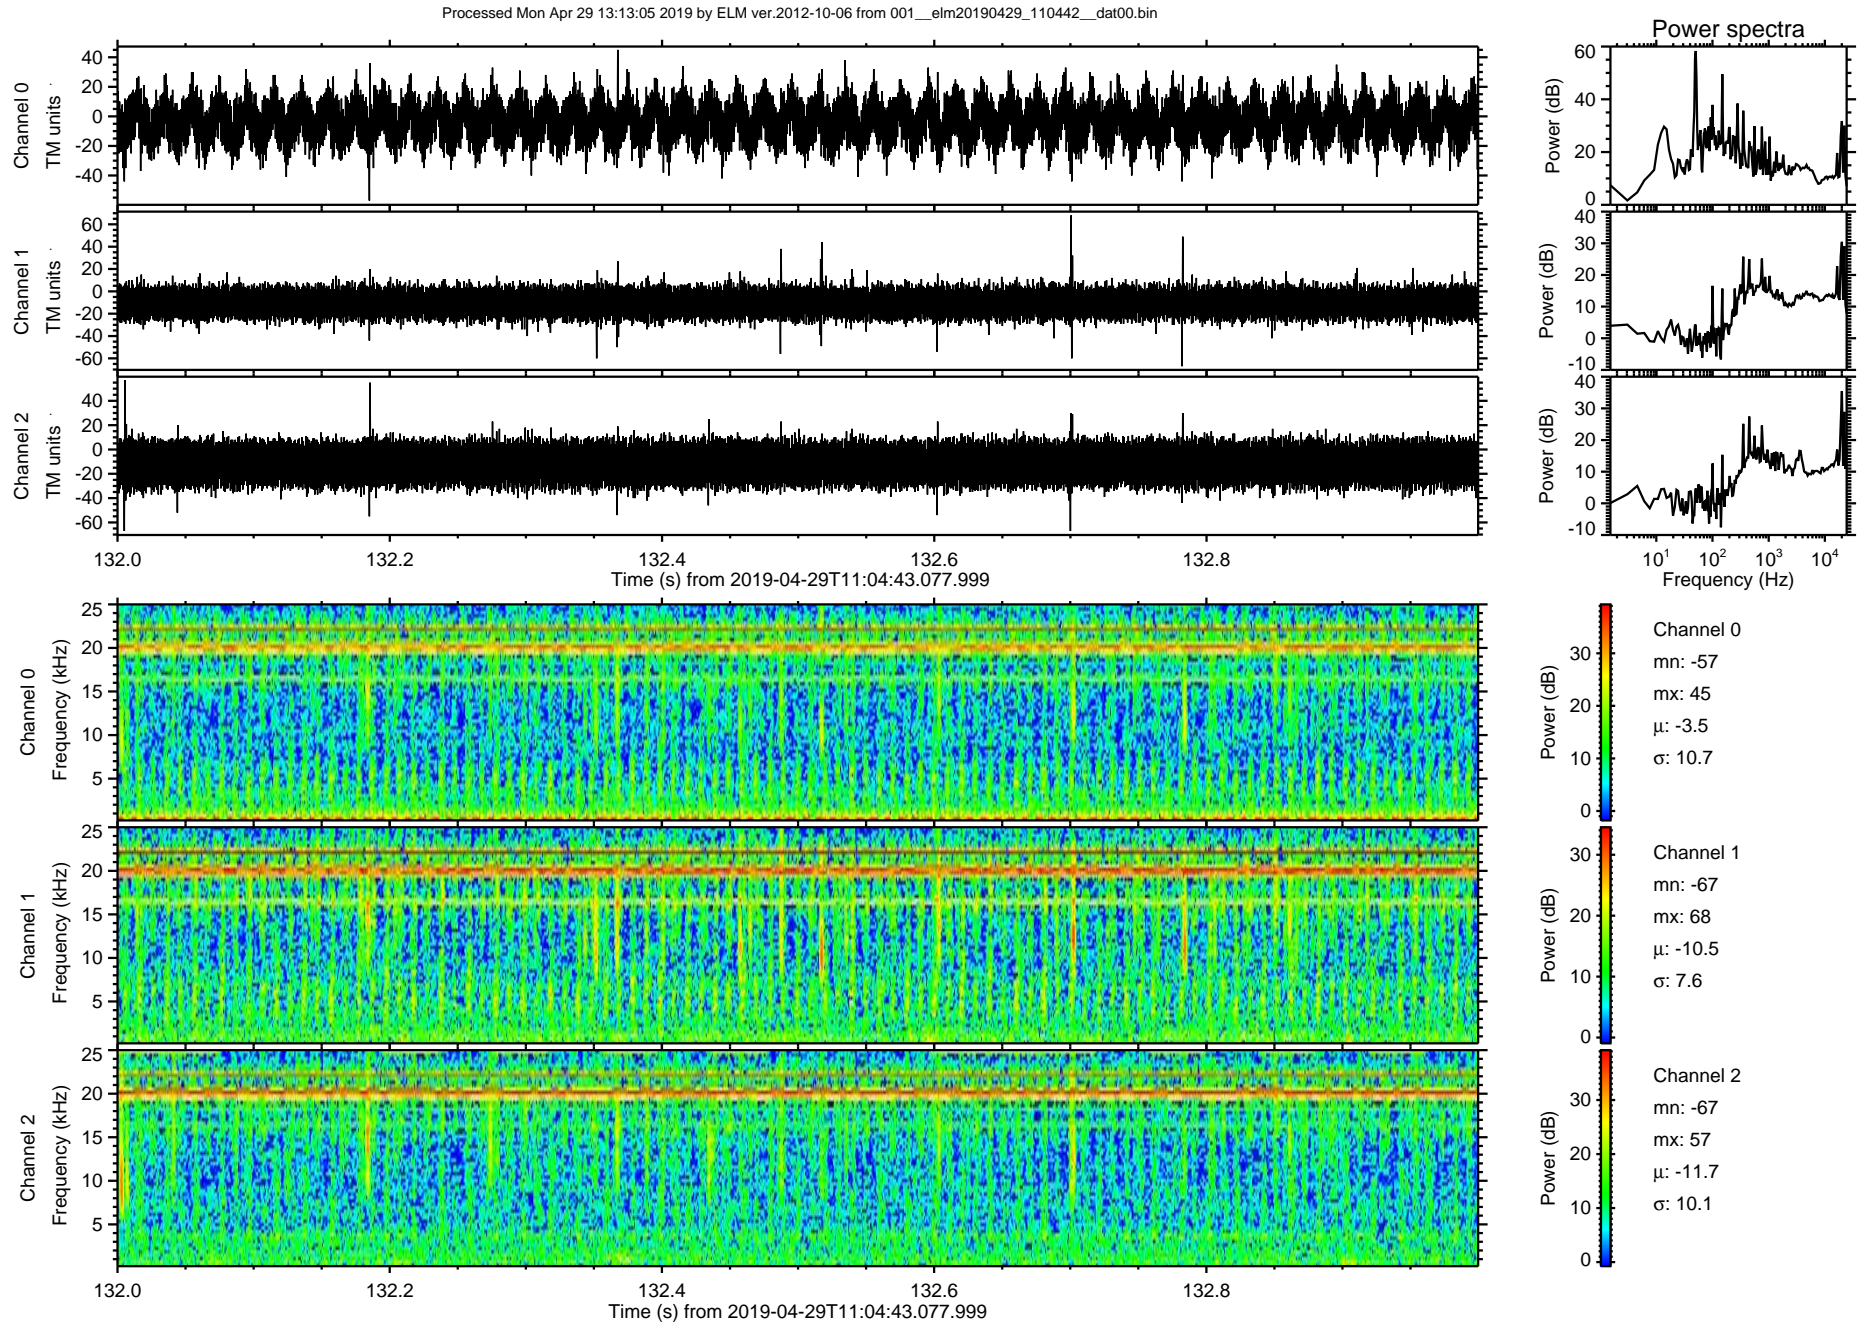 Processed Mon Apr 29 13:13:05 2019 by ELM ver.2012-10-06 from 001__elm20190429_110442__dat00.bin
Power spectra
Channel 0
TM units
40
20
0
-20
-40
Power (dB)
60
40
20
0
Channel 1
TM units
60
40
20
0
-20
-40
-60
Power (dB)
40
30
20
10
0
-10
Channel 2
TM units
40
20
0
-20
-40
-60
Power (dB)
40
30
20
10
0
-10
132.0 132.2 132.4 132.6 132.8
Time (s) from 2019-04-29T11:04:43.077.999
10¹ 10² 10³ 10⁴
Frequency (Hz)
Channel 0
Frequency (kHz)
25
20
15
10
5
Power (dB)
30
20
10
0
Channel 0
mn: -57
mx: 45
μ: -3.5
σ: 10.7
Channel 1
Frequency (kHz)
25
20
15
10
5
Power (dB)
30
20
10
0
Channel 1
mn: -67
mx: 68
μ: -10.5
σ: 7.6
Channel 2
Frequency (kHz)
25
20
15
10
5
Power (dB)
30
20
10
0
Channel 2
mn: -67
mx: 57
μ: -11.7
σ: 10.1
132.0 132.2 132.4 132.6 132.8
Time (s) from 2019-04-29T11:04:43.077.999